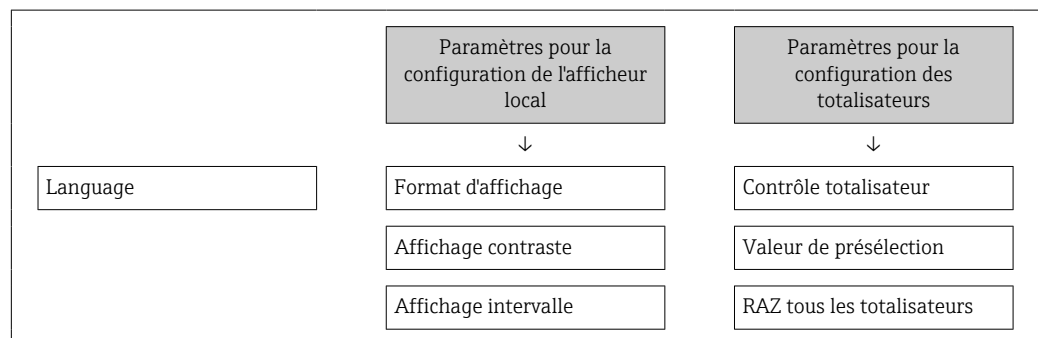 Paramètres pour la
configuration de l'afficheur
local
Paramètres pour la
configuration des
totalisateurs
↓
↓
Language
Format d'affichage
Contrôle totalisateur
Affichage contraste
Valeur de présélection
Affichage intervalle
RAZ tous les totalisateurs